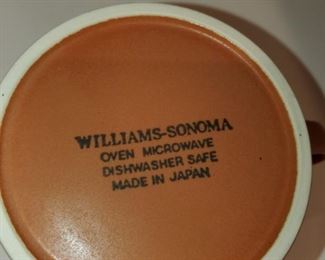 WILLIAMS-SONOMA
OVEN MICROWAVE
DISHWASHER SAFE
MADE IN JAPAN